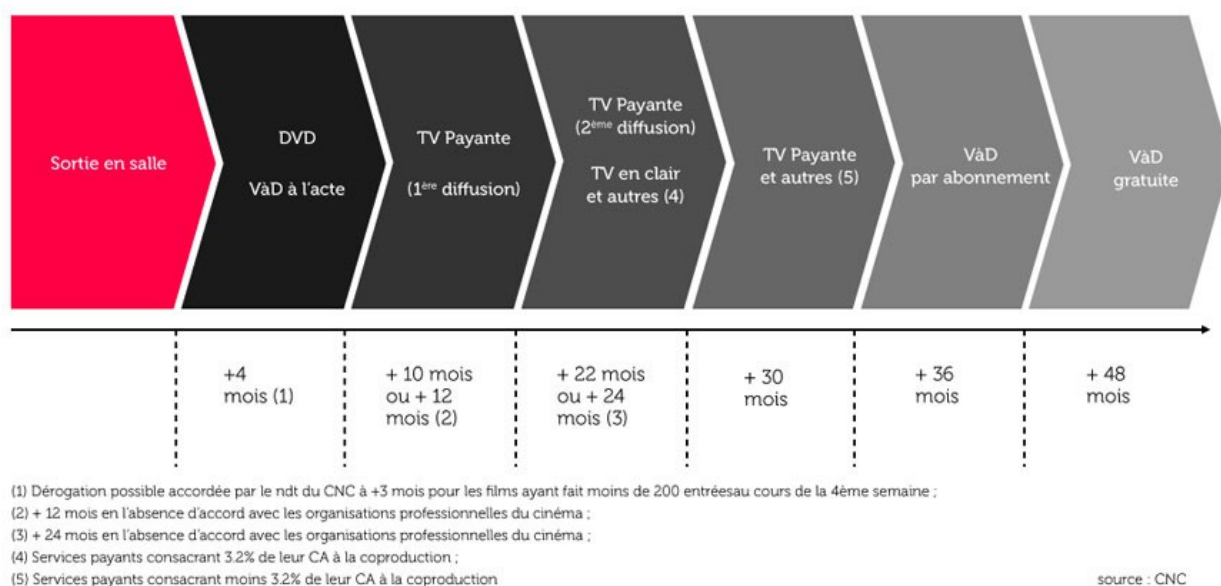 Sortie en salle
DVD
VàD à l'acte
TV Payante
(1ère diffusion)
TV Payante
(2ème diffusion)
TV en clair
et autres (4)
TV Payante
et autres (5)
VàD
par abonnement
VàD
gratuite
+4
mois (1)
+ 10 mois
ou + 12
mois (2)
+ 22 mois
ou + 24
mois (3)
+ 30
mois
+ 36
mois
+ 48
mois
(1) Dérogation possible accordée par le ndt du CNC à +3 mois pour les films ayant fait moins de 200 entréesau cours de la 4ème semaine ;
(2) + 12 mois en l'absence d'accord avec les organisations professionnelles du cinéma ;
(3) + 24 mois en l'absence d'accord avec les organisations professionnelles du cinéma ;
(4) Services payants consacrant 3.2% de leur CA à la coproduction ;
(5) Services payants consacrant moins 3.2% de leur CA à la coproduction
source : CNC